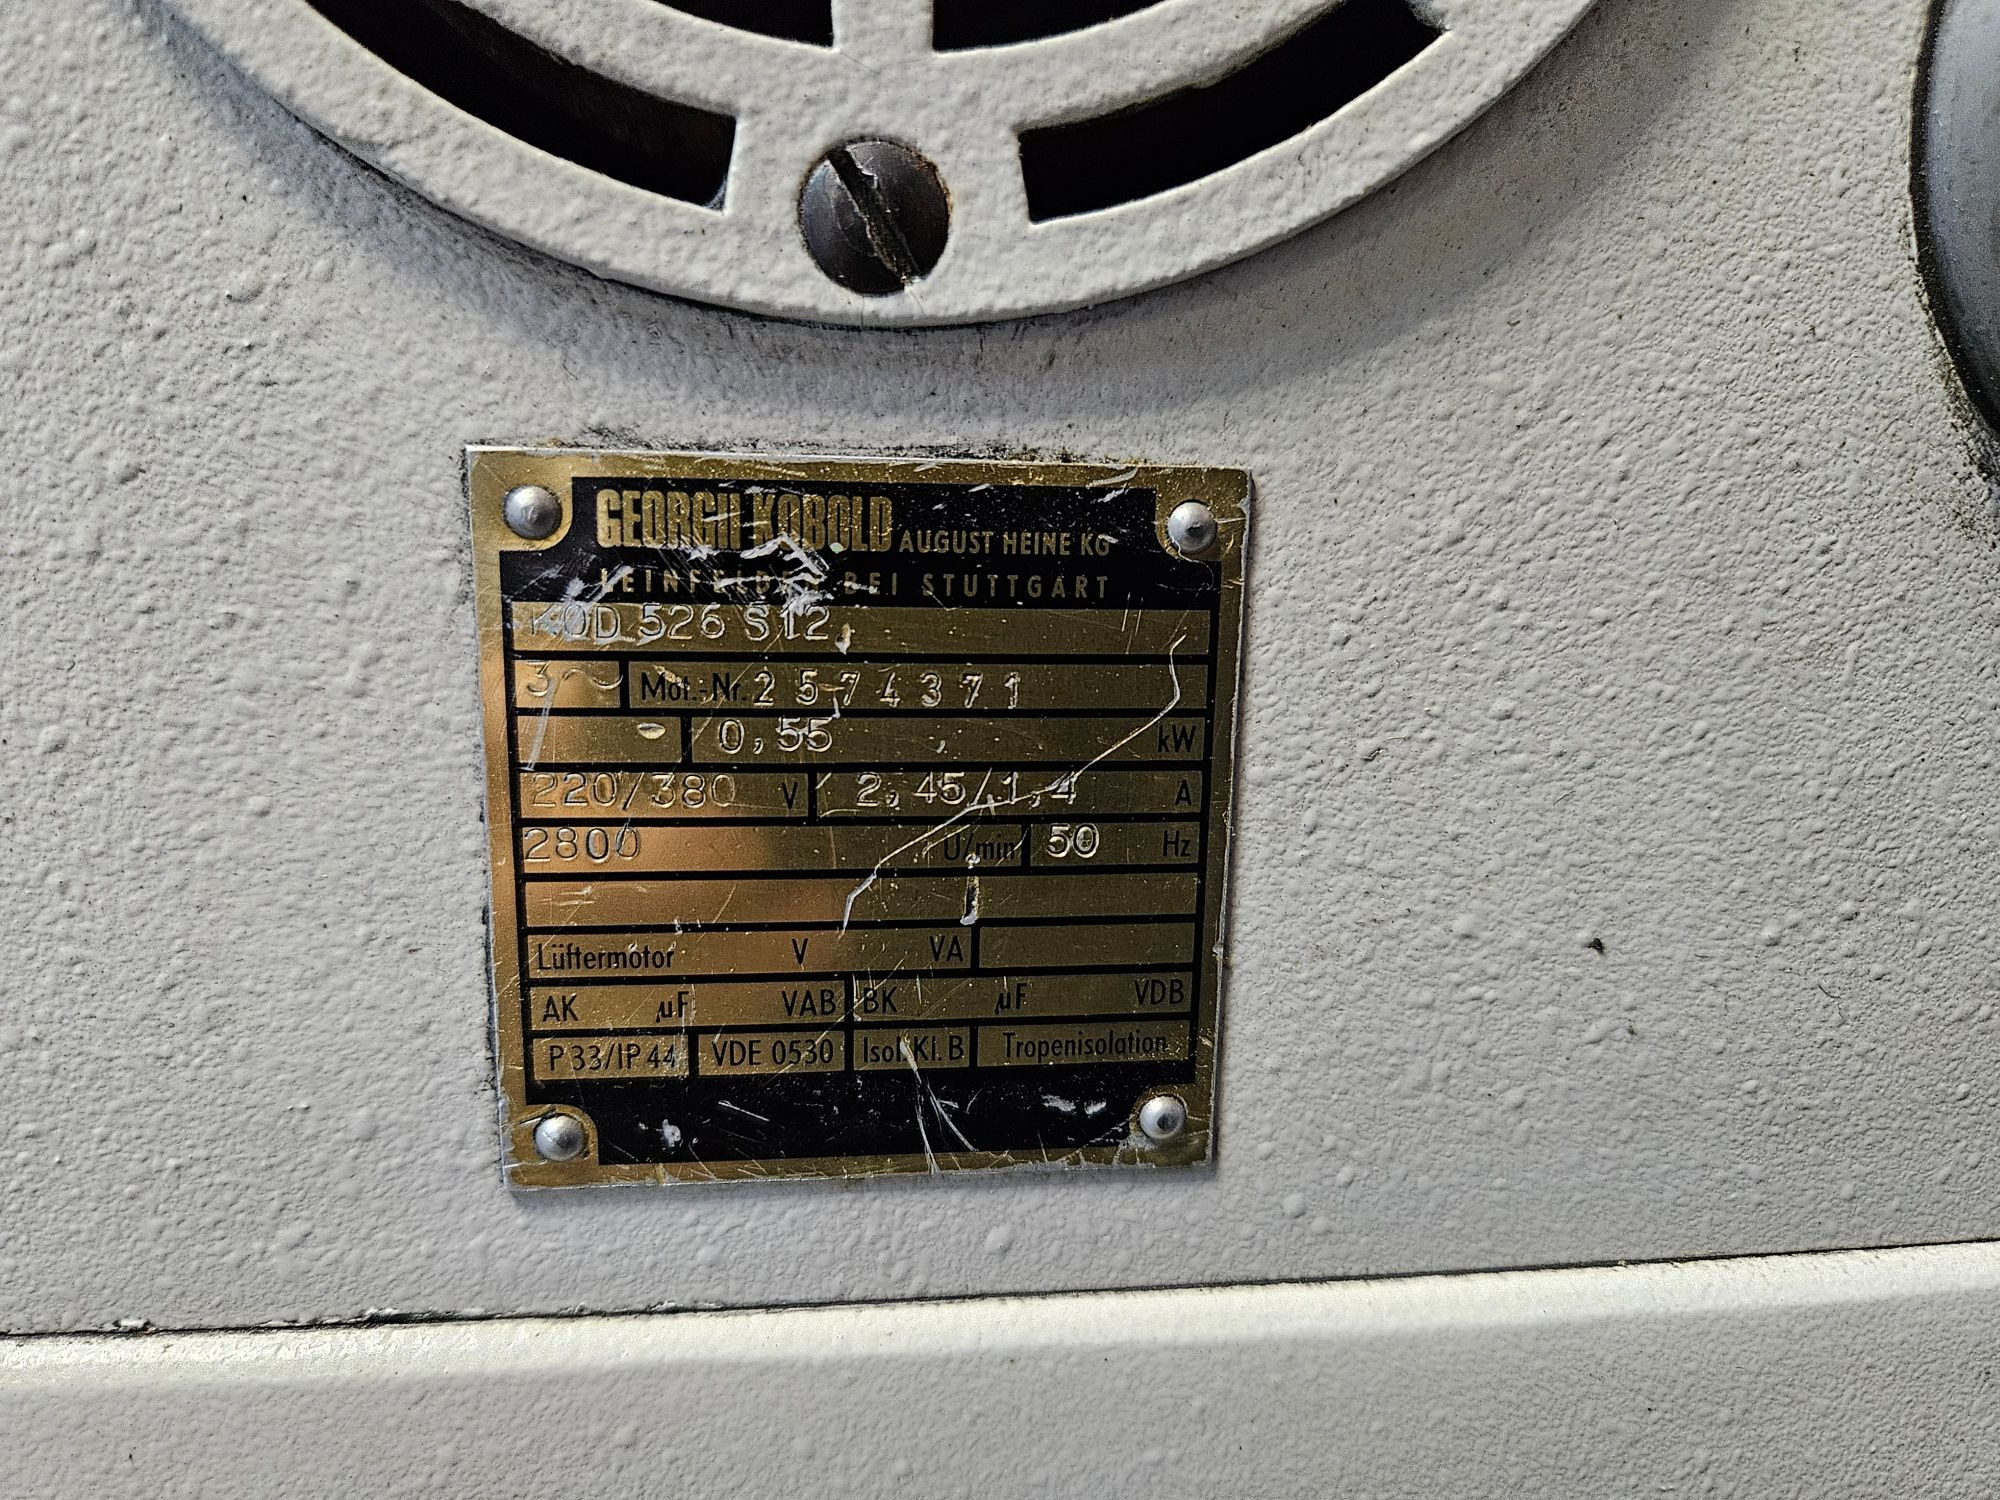 GEORGII KOBOLD AUGUST HEINE KG
LEINFELDEN BEI STUTTGART
KOD 526 S12
3~ Mot.-Nr. 2574371
0,55 kW
220/380 V 2,45/1,4 A
2800 U/min 50 Hz
Lüftermotor V VA
AK µF VAB BK µF VDB
P 33/IP 44 VDE 0530 Isol. Kl. B Tropenisolation